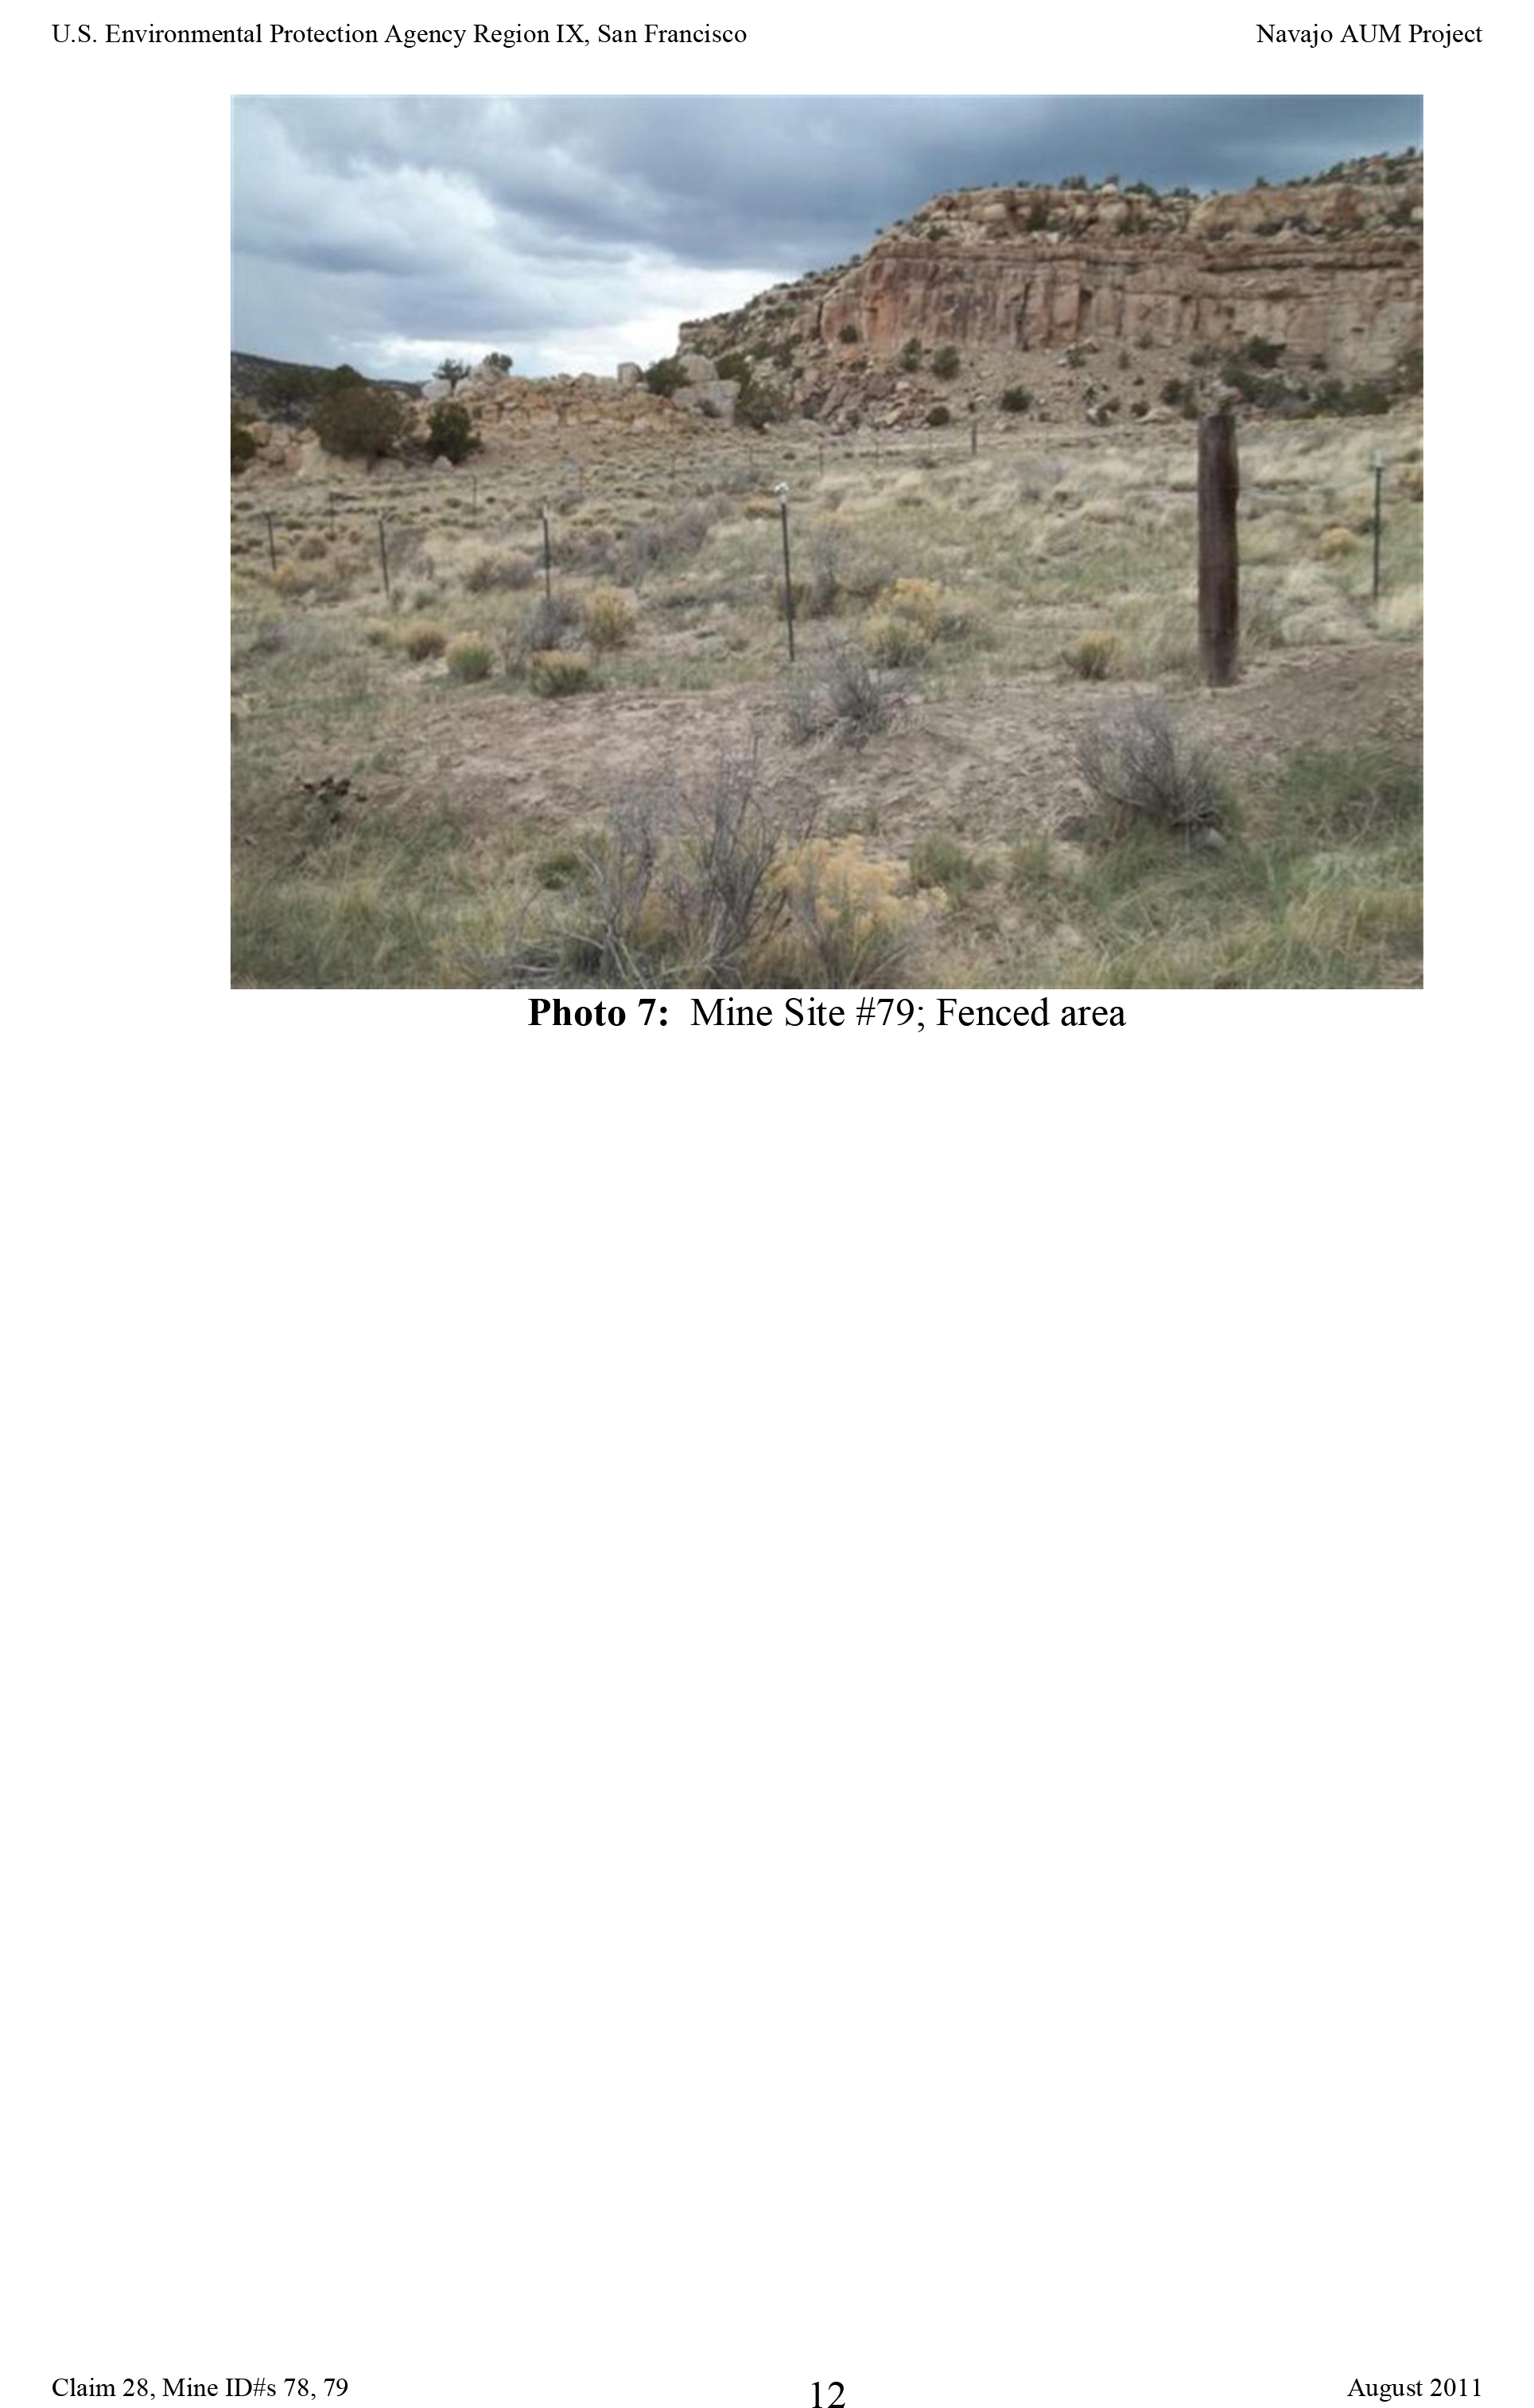 U.S. Environmental Protection Agency Region IX, San Francisco Navajo AUM Project
Photo 7: Mine Site #79; Fenced area
Claim 28, Mine ID#s 78, 79 12 August 2011